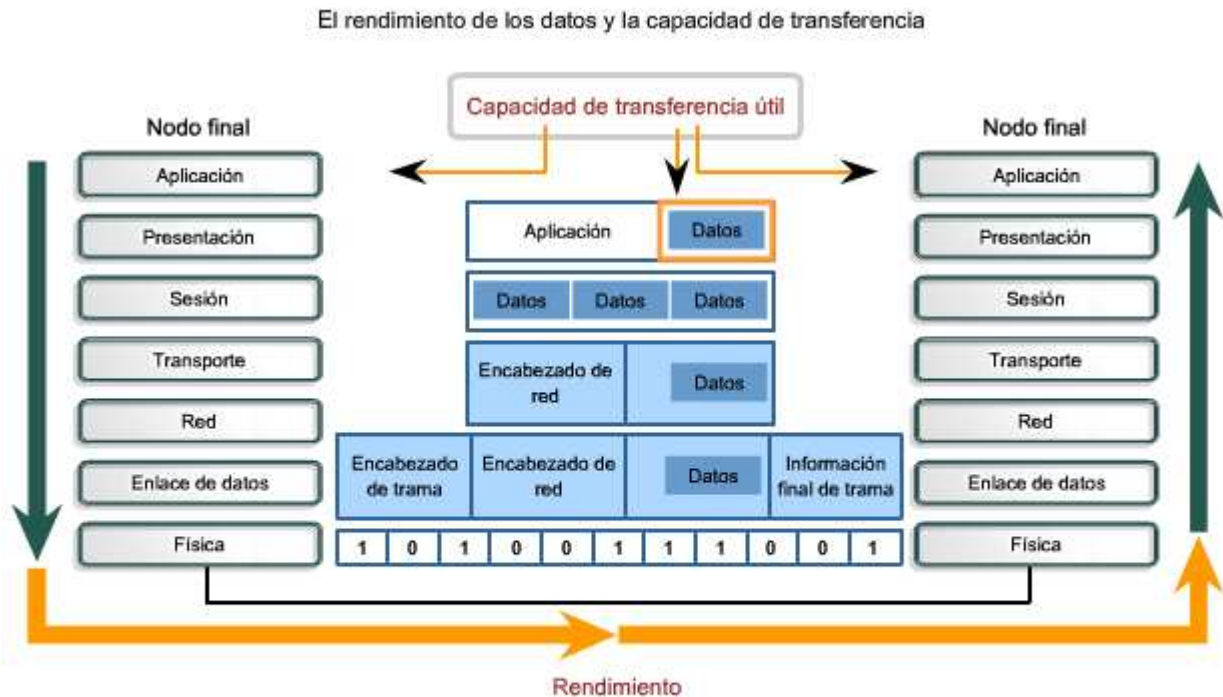 El rendimiento de los datos y la capacidad de transferencia
Capacidad de transferencia útil
Nodo final
Aplicación
Presentación
Sesión
Transporte
Red
Enlace de datos
Física
Aplicación
Datos
Datos
Datos
Datos
Encabezado de
red
Datos
Encabezado
de trama
Encabezado de
red
Datos
Información
final de trama
1 0 1 0 0 1 1 1 0 0 1
Nodo final
Aplicación
Presentación
Sesión
Transporte
Red
Enlace de datos
Física
Rendimiento